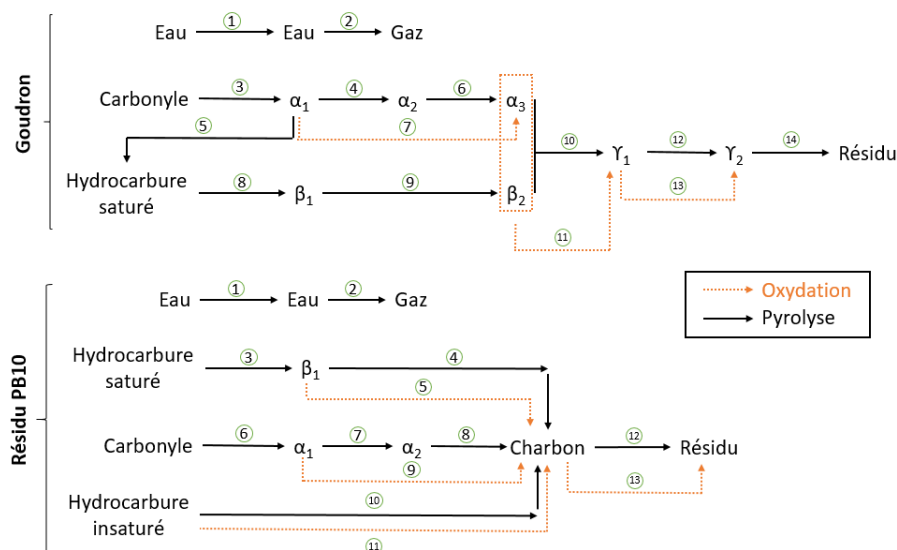 Goudron
Eau ① Eau ② Gaz
Carbonyle ③ α₁ ④ α₂ ⑥ α₃
⑤ ⑦
⑩ ϒ₁ ⑫ ϒ₂ ⑭ Résidu
Hydrocarbure
saturé ⑧ β₁ ⑨ β₂
⑬
⑪
Résidu PB10
Oxydation
Pyrolyse
Eau ① Eau ② Gaz
Hydrocarbure
saturé ③ β₁ ④
⑤
Carbonyle ⑥ α₁ ⑦ α₂ ⑧ Charbon ⑫ Résidu
⑨ ⑬
Hydrocarbure
insaturé ⑩
⑪